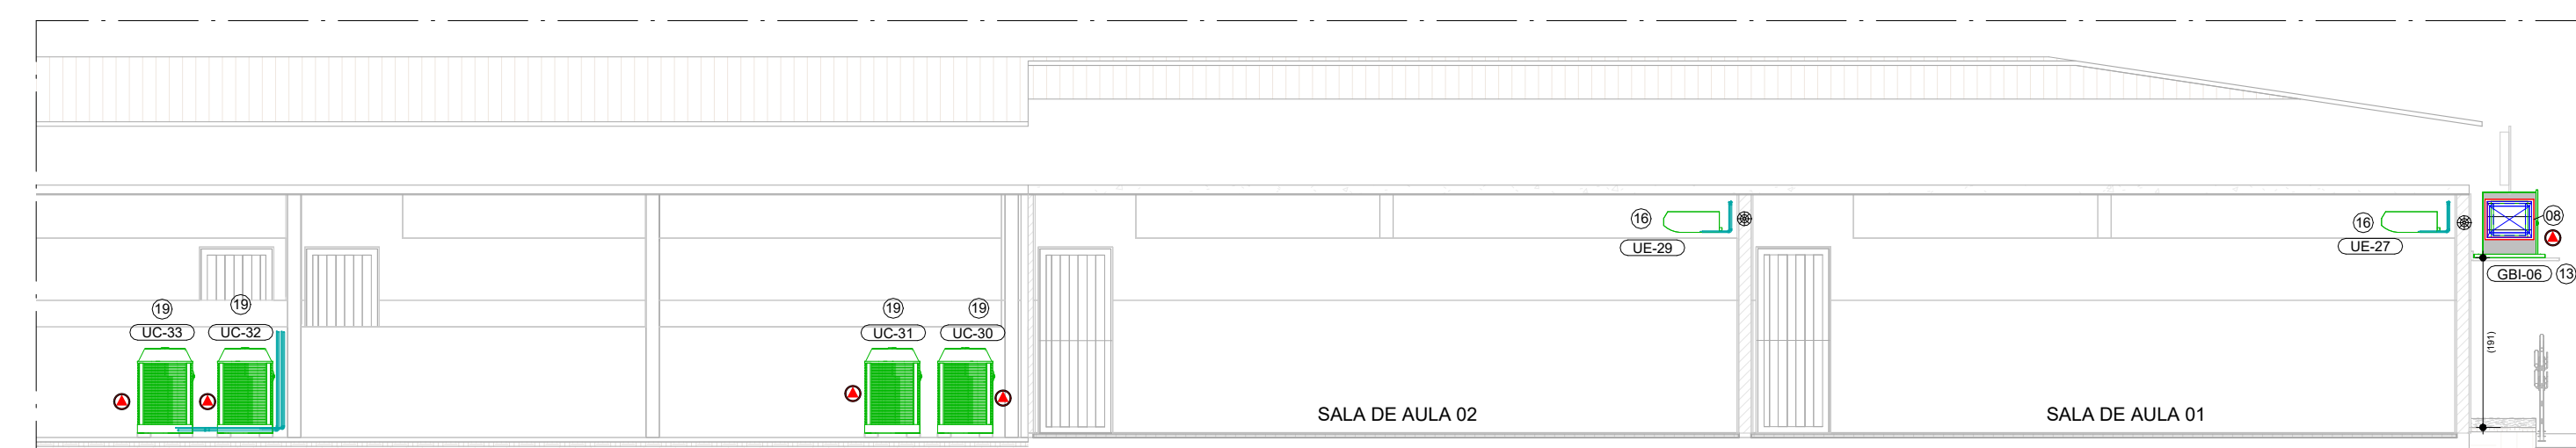 16
UE-29
16
UE-27
08
GBI-06
13
19
UC-33
19
UC-32
19
UC-31
19
UC-30
(191)
SALA DE AULA 02
SALA DE AULA 01